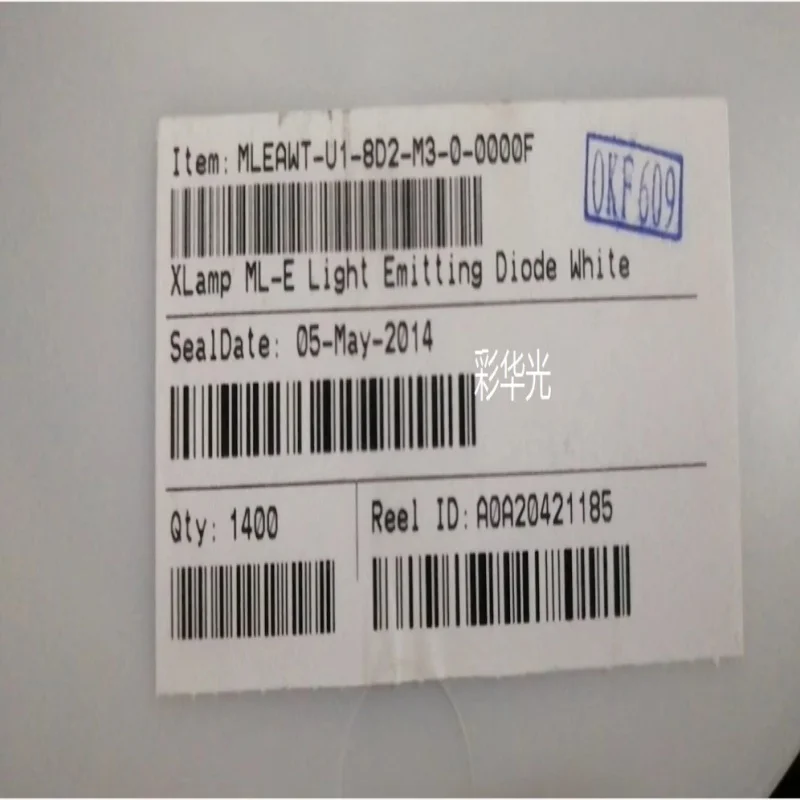 Item: MLEAWT-U1-8D2-M3-0-0000F
OKF609
XLamp ML-E Light Emitting Diode White
SealDate: 05-May-2014
彩华光
Qty: 1400
Reel ID: A0A20421185